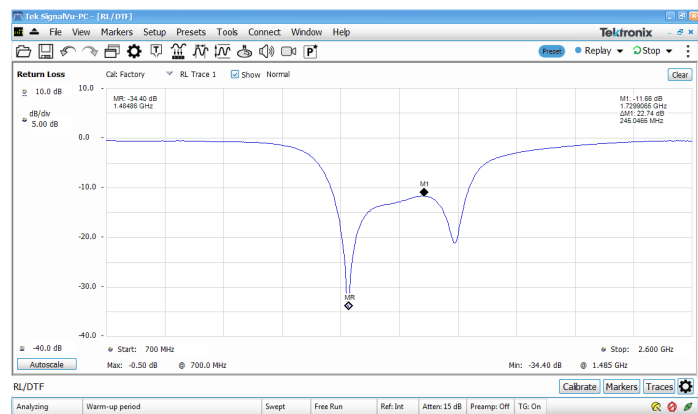 Tek SignalVu-PC - [RL/DTF]
File View Markers Setup Presets Tools Connect Window Help
Tektronix
Preset Replay Stop
Return Loss Cal: Factory RL Trace 1 Show Normal Clear
10.0 dB
dB/div
5.00 dB
-40.0 dB
Autoscale
10.0
0.0
-10.0
-20.0
-30.0
-40.0
MR: -34.40 dB
1.48486 GHz
M1: -11.66 dB
1.7299065 GHz
ΔM1: 22.74 dB
245.0465 MHz
M1
MR
Start: 700 MHz
Stop: 2.600 GHz
Max: -0.50 dB @ 700.0 MHz
Min: -34.40 dB @ 1.485 GHz
RL/DTF
Calibrate Markers Traces
Analyzing Warm-up period Swept Free Run Ref: Int Atten: 15 dB Preamp: Off TG: On